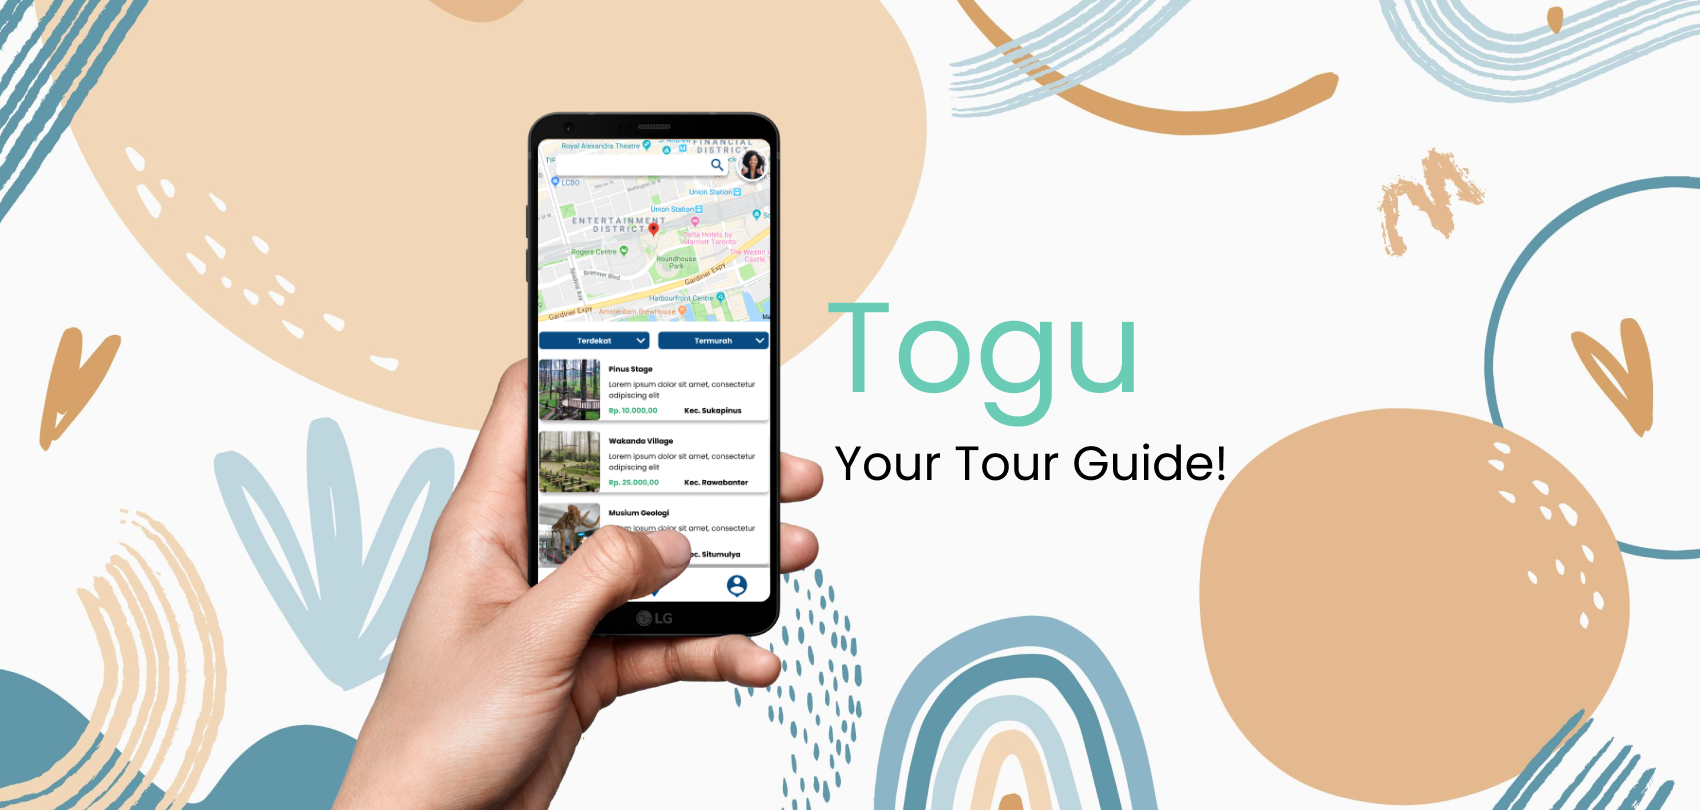 Royal Alexandra Theatre
FINANCIAL
DISTRICT
TIF
LCBO
Union Station
Union Station
ENTERTAINMENT
DISTRICT
Delta Hotels by
Marriott Toronto
Rogers Centre
The Westin
Castle,
Roundhouse
Park
Bremner Blvd
Spadina Ave
Gardiner Expy
Harbourfront Centre
Amsterdam BrewHouse
Gardiner Expy
Terdekat
Termurah
Pinus Stage
Lorem ipsum dolor sit amet, consectetur
adipiscing elit
Rp. 10.000,00 Kec. Sukapinus
Wakanda Village
Lorem ipsum dolor sit amet, consectetur
adipiscing elit
Rp. 25.000,00 Kec. Rawabanter
Musium Geologi
ipsum dolor sit amet, consectetur
ec. Situmulya
LG
Togu
Your Tour Guide!